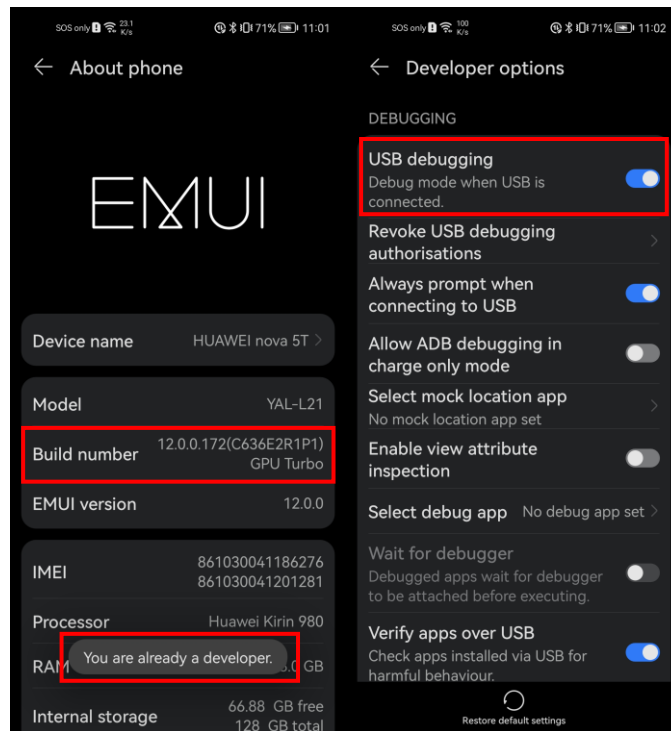 SOS only 23.1 K/s 71% 11:01
About phone
EMUI
Device name HUAWEI nova 5T
Model YAL-L21
Build number 12.0.0.172(C636E2R1P1)
GPU Turbo
EMUI version 12.0.0
IMEI 861030041186276
861030041201281
Processor Huawei Kirin 980
RAM .0 GB
You are already a developer.
Internal storage 66.88 GB free
128 GB total
SOS only 100 K/s 71% 11:02
Developer options
DEBUGGING
USB debugging
Debug mode when USB is
connected.
Revoke USB debugging
authorisations
Always prompt when
connecting to USB
Allow ADB debugging in
charge only mode
Select mock location app
No mock location app set
Enable view attribute
inspection
Select debug app No debug app set
Wait for debugger
Debugged apps wait for debugger
to be attached before executing.
Verify apps over USB
Check apps installed via USB for
harmful behaviour.
Restore default settings